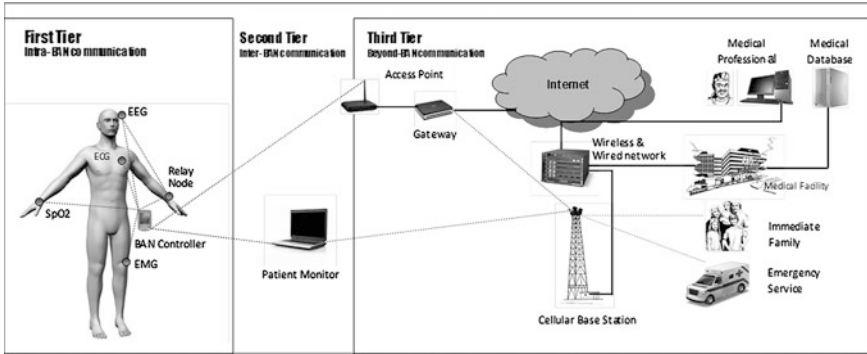 First Tier
Intra-BAN communication
Second Tier
Inter-BAN communication
Third Tier
Beyond-BAN communication
EEG
ECG
Relay
Node
SpO2
BAN Controller
EMG
Patient Monitor
Access Point
Gateway
Internet
Wireless &
Wired network
Cellular Base Station
Medical
Professional
Medical
Database
Medical Facility
Immediate
Family
Emergency
Service